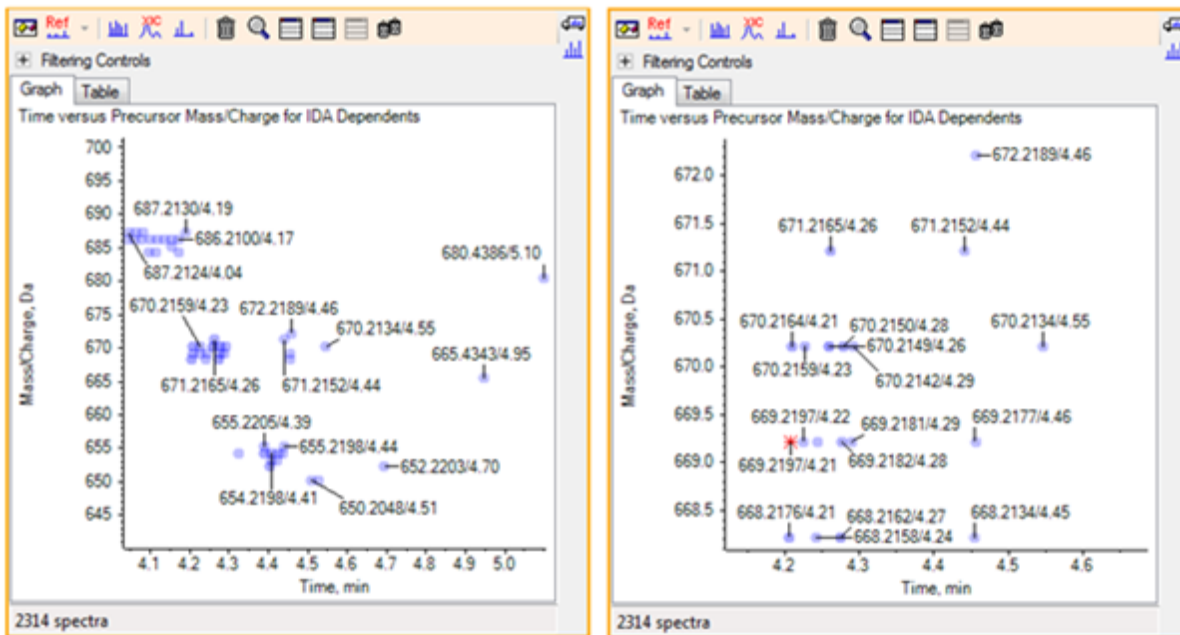 Ref
XIC
Filtering Controls
Graph Table
Time versus Precursor Mass/Charge for IDA Dependents
Mass/Charge, Da
700
695
690
685
680
675
670
665
660
655
650
645
687.2130/4.19
686.2100/4.17
687.2124/4.04
680.4386/5.10
670.2159/4.23
672.2189/4.46
670.2134/4.55
665.4343/4.95
671.2165/4.26
671.2152/4.44
655.2205/4.39
655.2198/4.44
652.2203/4.70
654.2198/4.41
650.2048/4.51
4.1 4.2 4.3 4.4 4.5 4.6 4.7 4.8 4.9 5.0
Time, min
2314 spectra
Ref
XIC
Filtering Controls
Graph Table
Time versus Precursor Mass/Charge for IDA Dependents
Mass/Charge, Da
672.0
671.5
671.0
670.5
670.0
669.5
669.0
668.5
672.2189/4.46
671.2165/4.26
671.2152/4.44
670.2164/4.21
670.2150/4.28
670.2134/4.55
670.2149/4.26
670.2159/4.23
670.2142/4.29
669.2197/4.22
669.2181/4.29
669.2177/4.46
669.2197/4.21
669.2182/4.28
668.2176/4.21
668.2162/4.27
668.2134/4.45
668.2158/4.24
4.2 4.3 4.4 4.5 4.6
Time, min
2314 spectra